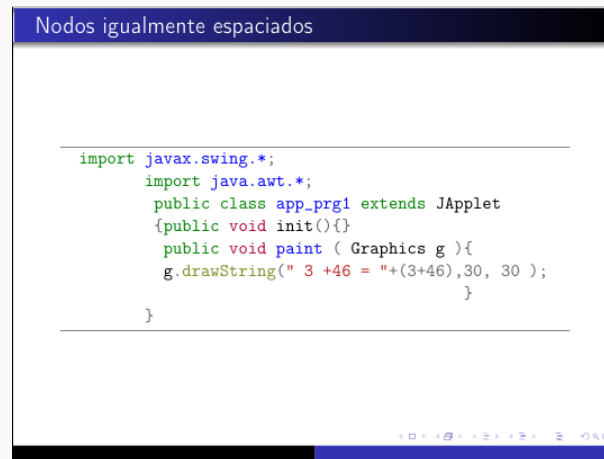 Nodos igualmente espaciados
import javax.swing.*;
import java.awt.*;
public class app_prg1 extends JApplet
{public void init(){}
public void paint ( Graphics g ){
g.drawString(" 3 +46 = "+(3+46),30, 30 );
}
}